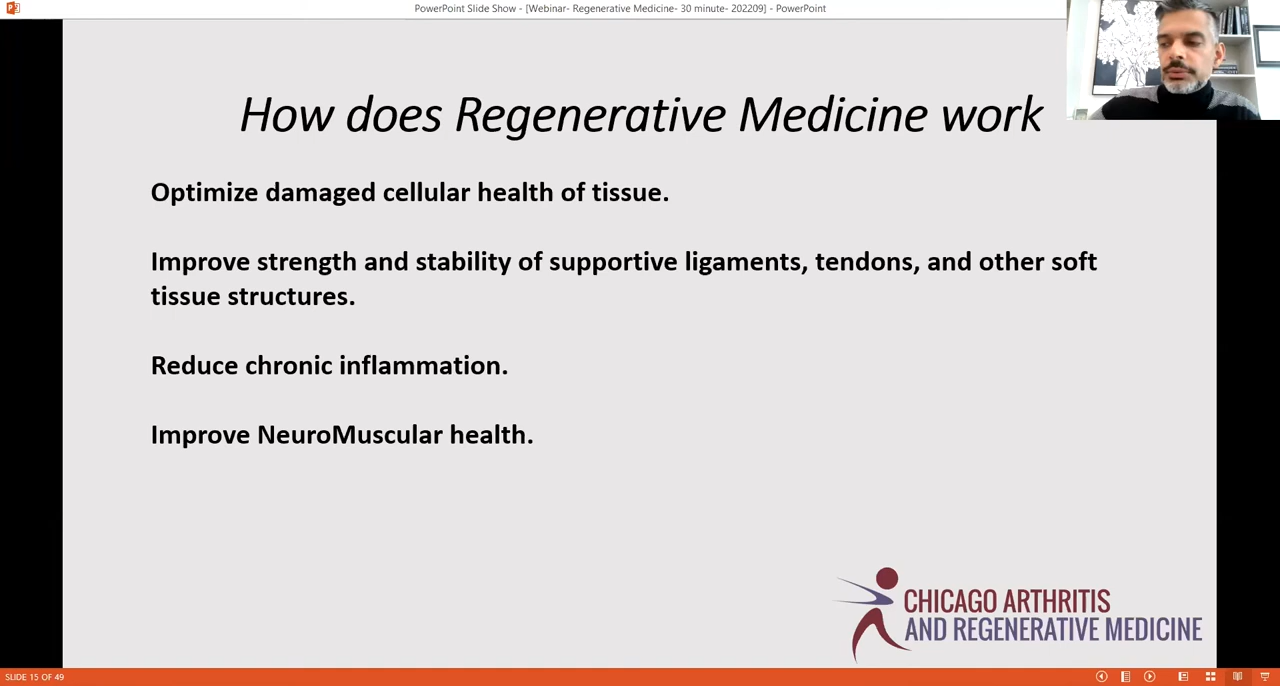 PowerPoint Slide Show - [Webinar- Regenerative Medicine- 30 minute- 202209] - PowerPoint
How does Regenerative Medicine work
Optimize damaged cellular health of tissue.
Improve strength and stability of supportive ligaments, tendons, and other soft
tissue structures.
Reduce chronic inflammation.
Improve NeuroMuscular health.
CHICAGO ARTHRITIS
AND REGENERATIVE MEDICINE
SLIDE 15 OF 49